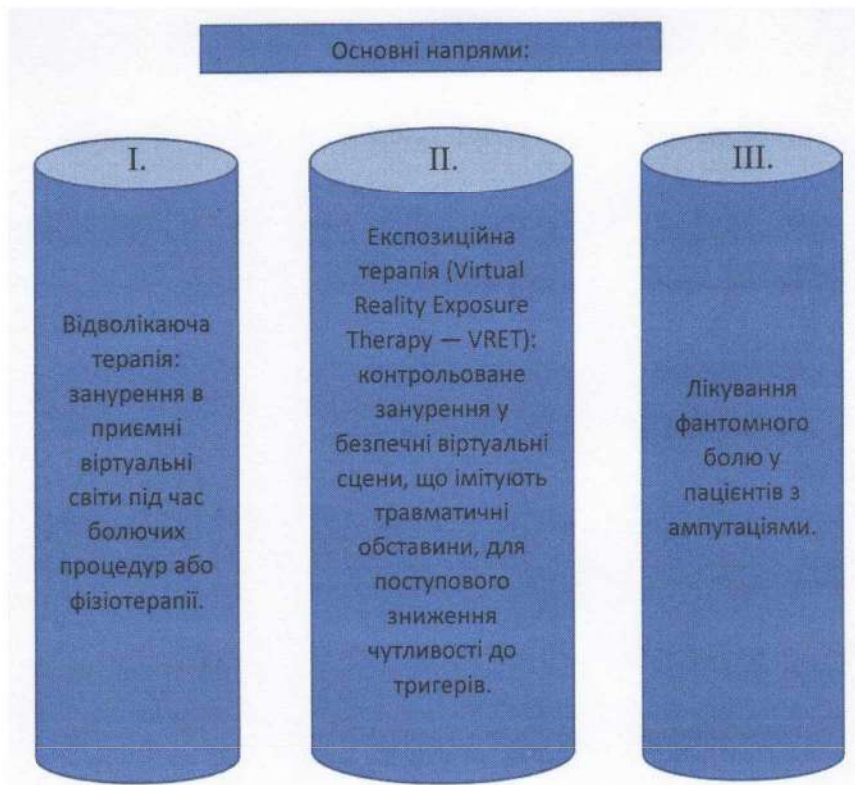 Основні напрями:
I.
Відволікаюча
терапія:
занурення в
приємні
віртуальні
світи під час
болючих
процедур або
фізіотерапії.
II.
Експозиційна
терапія (Virtual
Reality Exposure
Therapy — VRET):
контрольоване
занурення у
безпечні віртуальні
сцени, що імітують
травматичні
обставини, для
поступового
зниження
чутливості до
тригерів.
III.
Лікування
фантомного
болю у
пацієнтів з
ампутаціями.